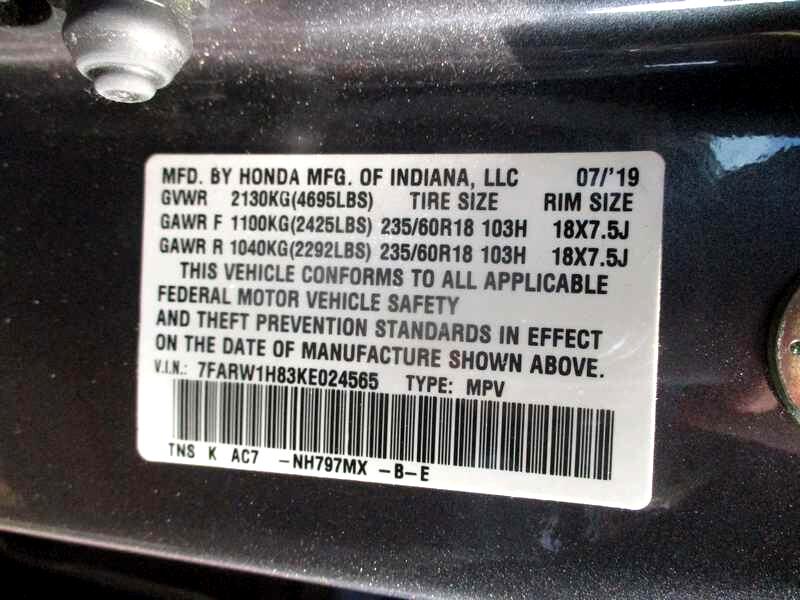 MFD. BY HONDA MFG. OF INDIANA, LLC 07/'19
GVWR 2130KG(4695LBS) TIRE SIZE RIM SIZE
GAWR F 1100KG(2425LBS) 235/60R18 103H 18X7.5J
GAWR R 1040KG(2292LBS) 235/60R18 103H 18X7.5J
THIS VEHICLE CONFORMS TO ALL APPLICABLE
FEDERAL MOTOR VEHICLE SAFETY
AND THEFT PREVENTION STANDARDS IN EFFECT
ON THE DATE OF MANUFACTURE SHOWN ABOVE.
V.I.N.: 7FARW1H83KE024565 TYPE: MPV
TNS K AC7 -NH797MX -B-E